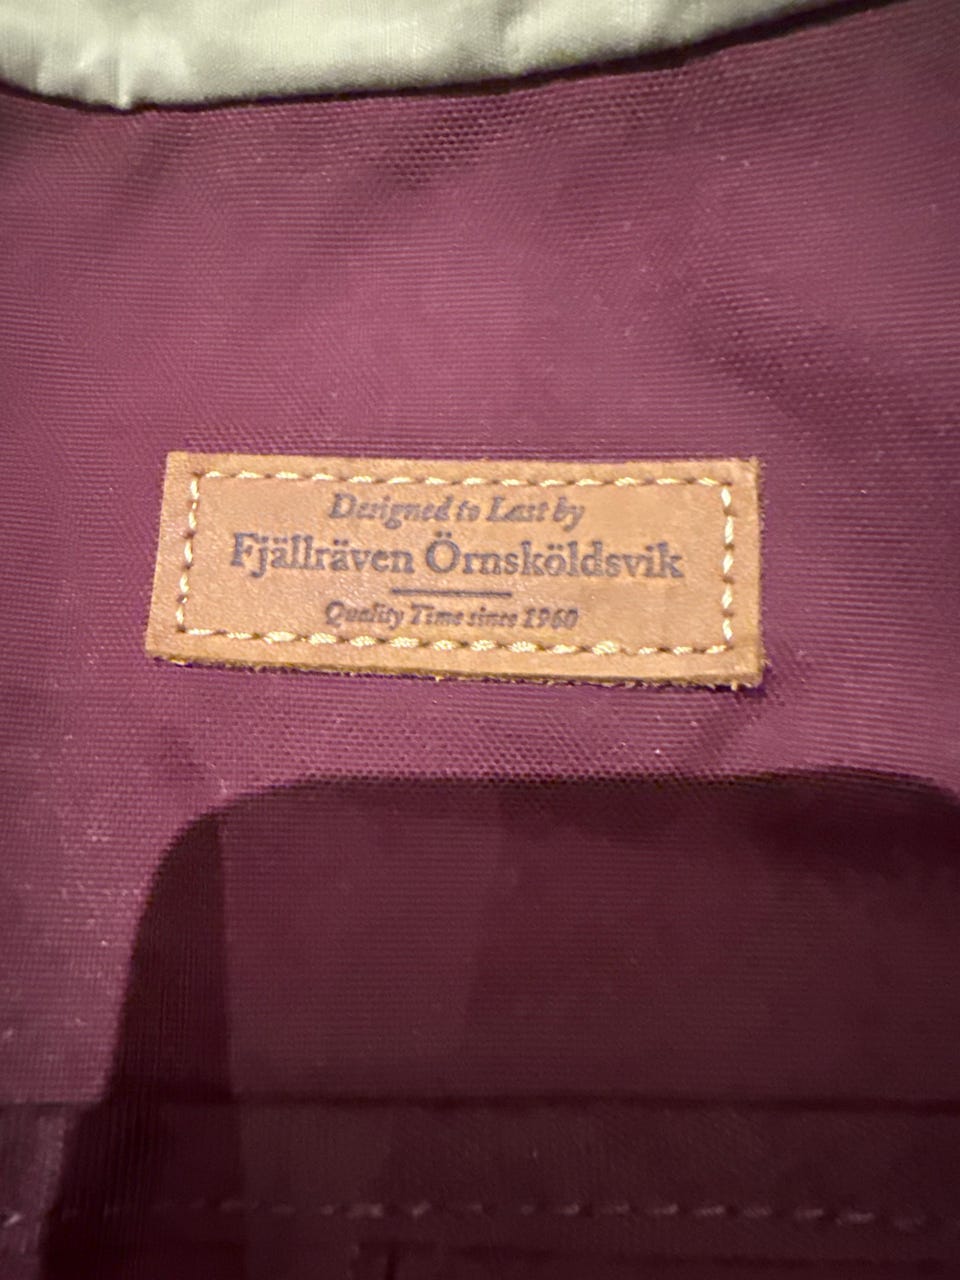 Designed to Last by
Fjällräven Örnsköldsvik
Quality Time since 1960